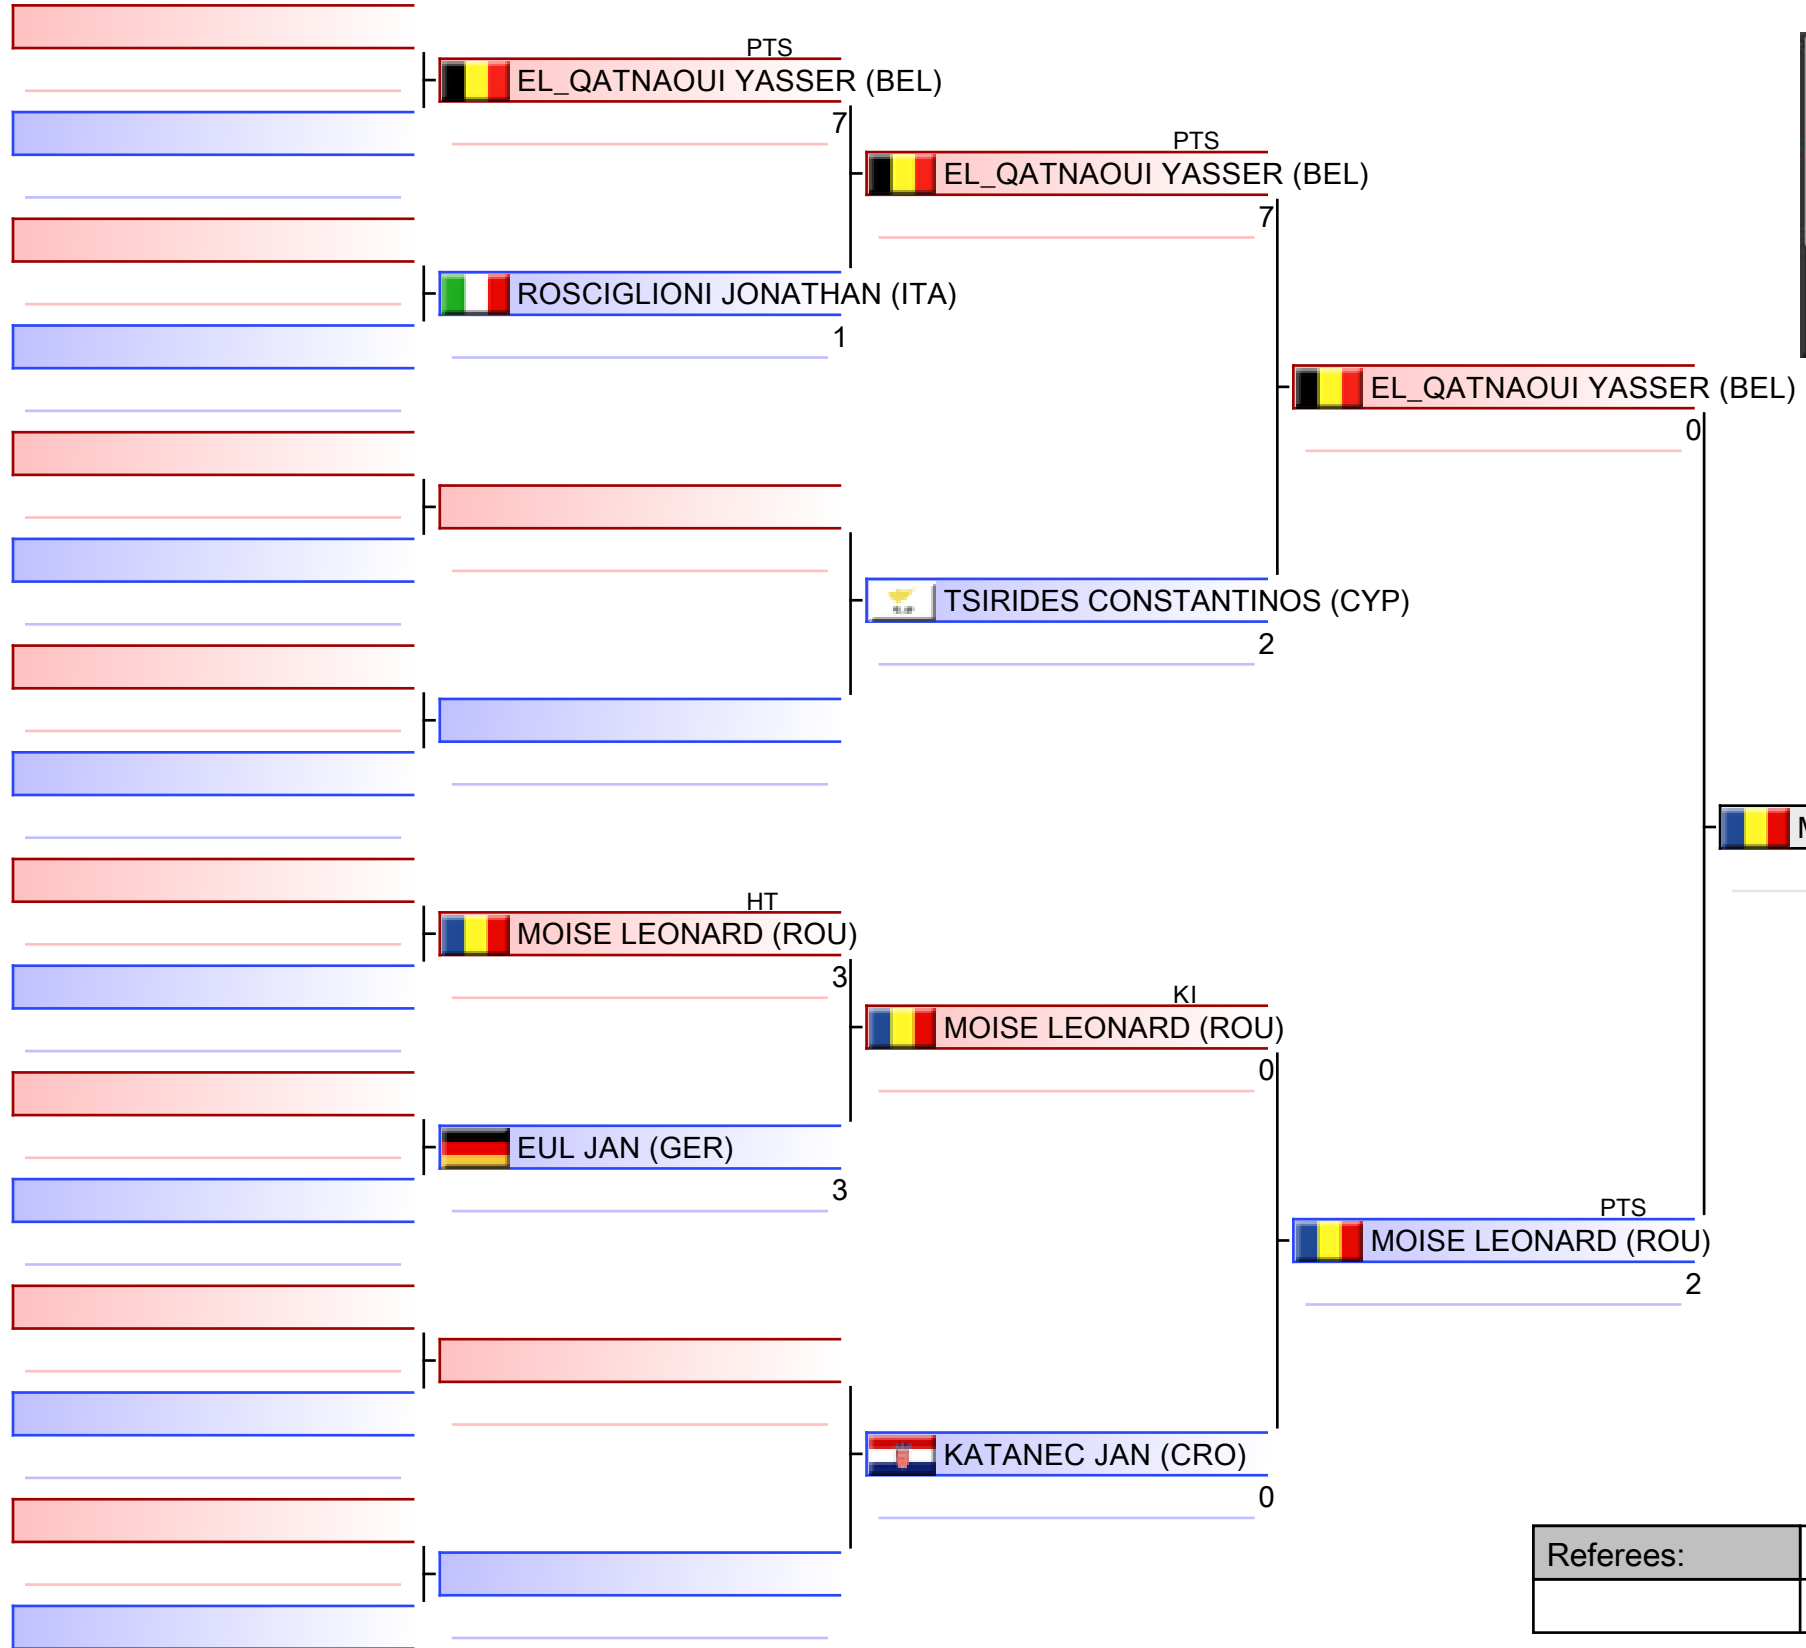 PTS
EL_QATNAOUI YASSER (BEL)
7
ROSCIGLIONI JONATHAN (ITA)
1
HT
MOISE LEONARD (ROU)
3
EUL JAN (GER)
3
PTS
EL_QATNAOUI YASSER (BEL)
7
TSIRIDES CONSTANTINOS (CYP)
2
KI
MOISE LEONARD (ROU)
0
KATANEC JAN (CRO)
0
EL_QATNAOUI YASSER (BEL)
0
PTS
MOISE LEONARD (ROU)
2
Referees: